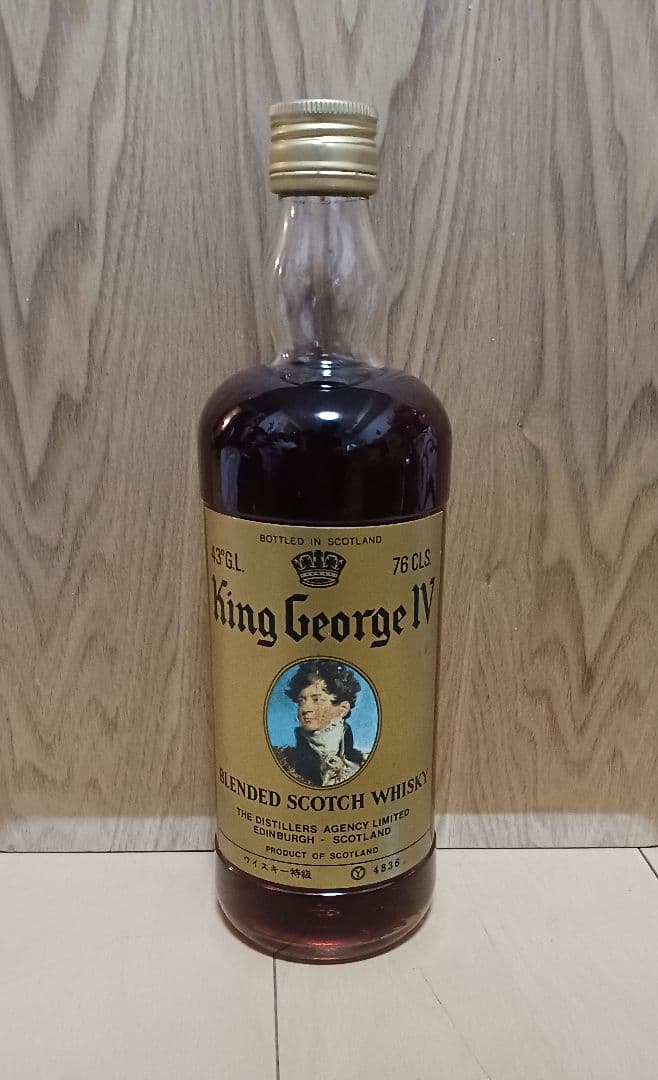 BOTTLED IN SCOTLAND
43° G.L.
76 CLS.
King George IV
BLENDED SCOTCH WHISKY
THE DISTILLERS AGENCY LIMITED
EDINBURGH - SCOTLAND
PRODUCT OF SCOTLAND
ウイスキー特級 Ⓨ 4836